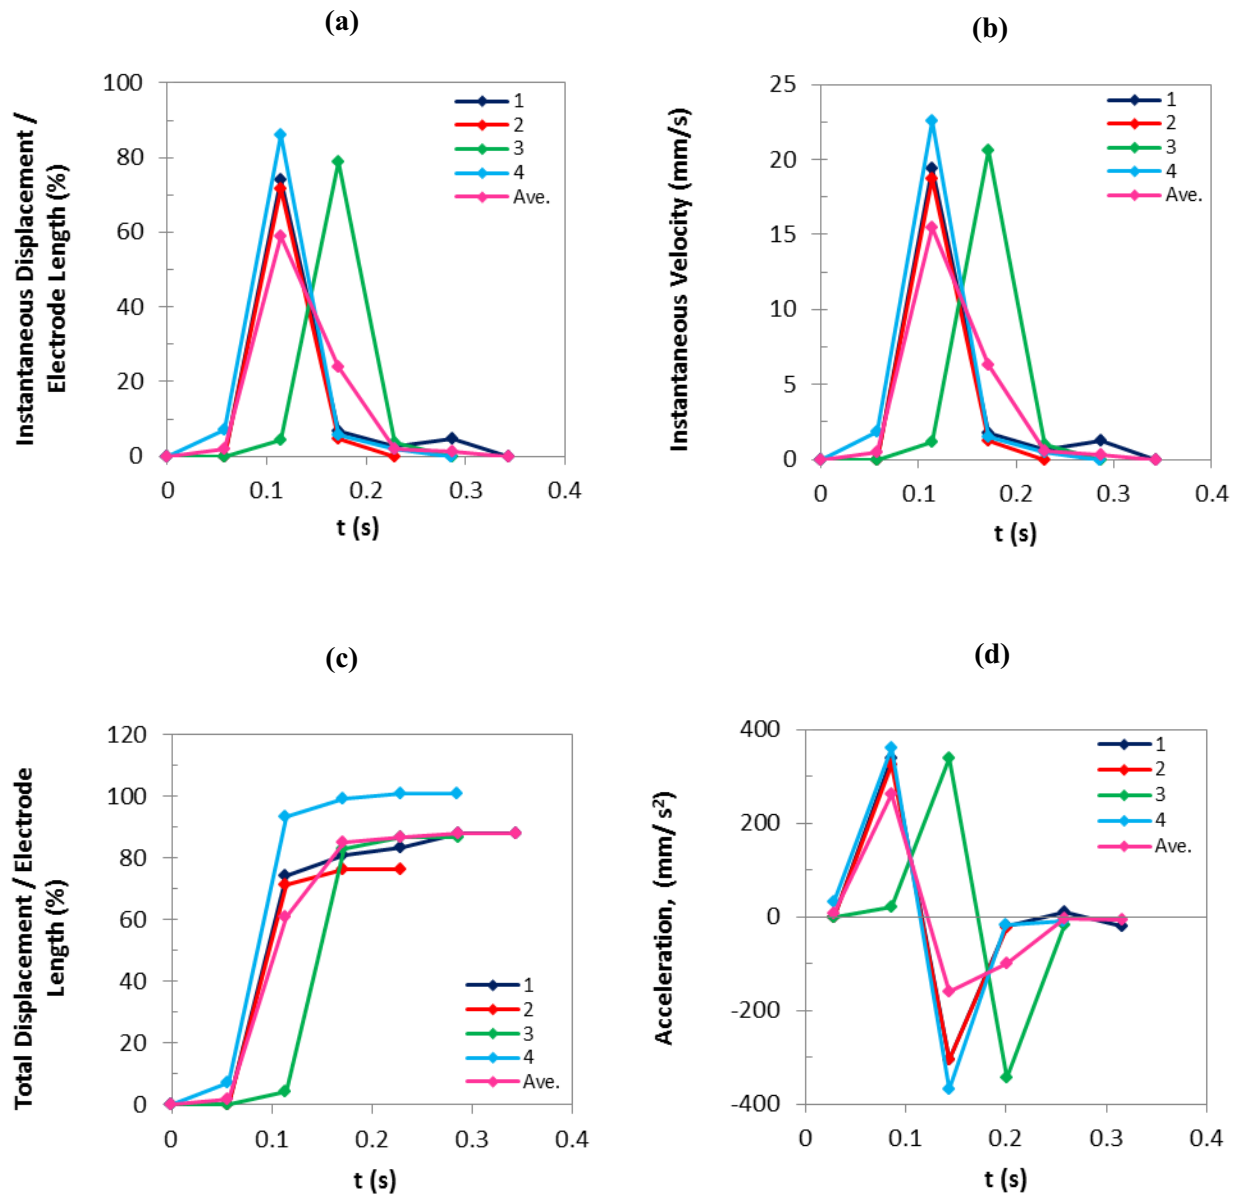 (a)
Instantaneous Displacement /
Electrode Length (%)
100
80
60
40
20
0
0 0.1 0.2 0.3 0.4
t (s)
1
2
3
4
Ave.
(b)
Instantaneous Velocity (mm/s)
25
20
15
10
5
0
0 0.1 0.2 0.3 0.4
t (s)
1
2
3
4
Ave.
(c)
Total Displacement / Electrode
Length (%)
120
100
80
60
40
20
0
0 0.1 0.2 0.3 0.4
t (s)
1
2
3
4
Ave.
(d)
Acceleration, (mm/ s²)
400
200
0
-200
-400
0 0.1 0.2 0.3 0.4
t (s)
1
2
3
4
Ave.